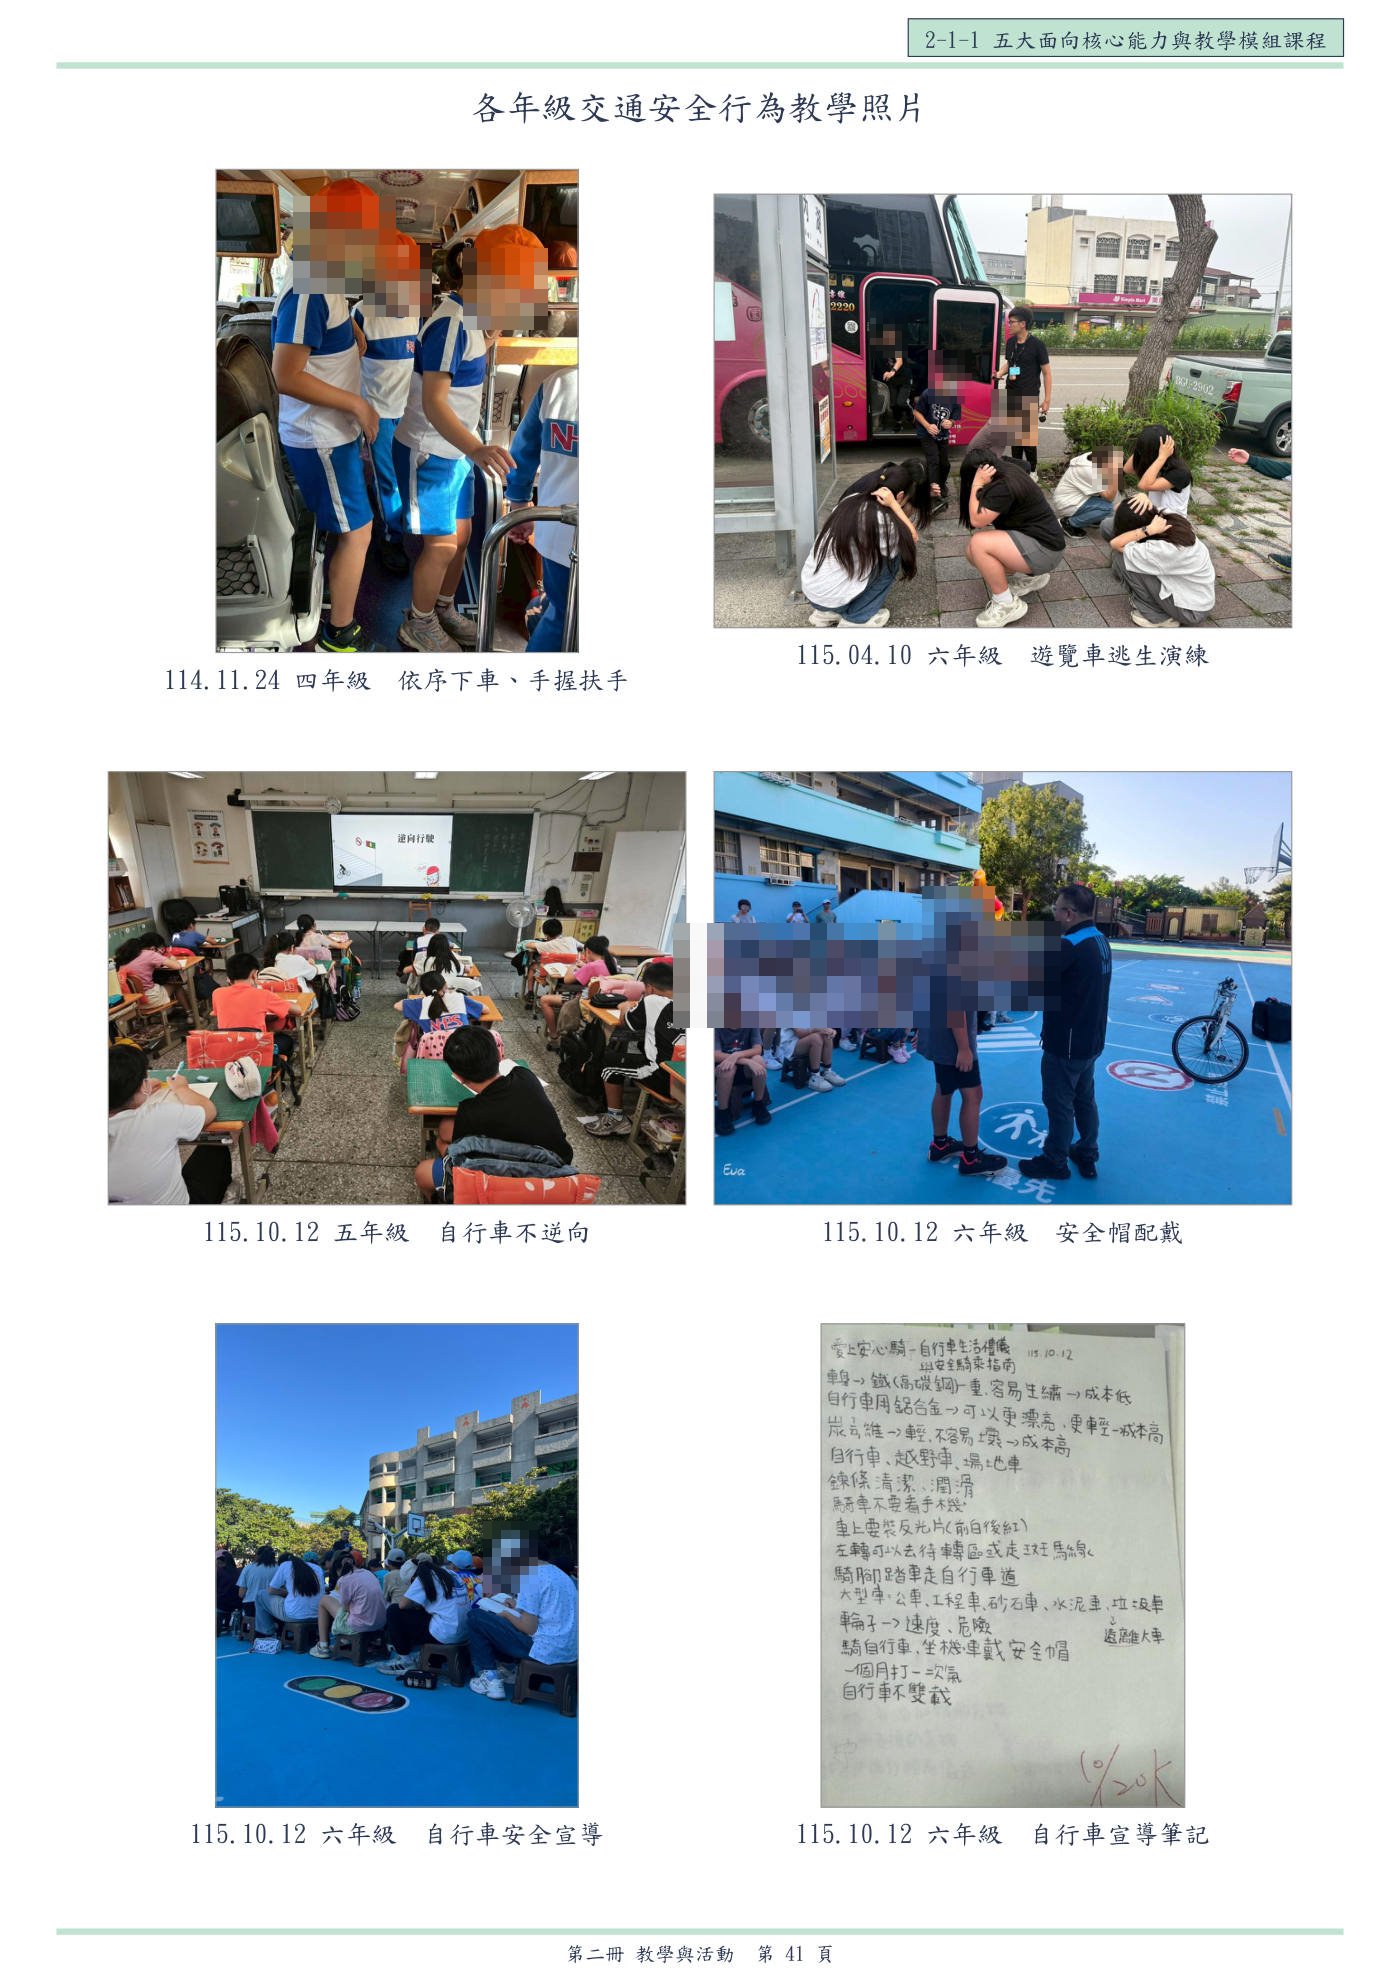 2-1-1 五大面向核心能力與教學模組課程
各年級交通安全行為教學照片
2220
Simple Mart
BGU-2902
114.11.24 四年級 依序下車、手握扶手
115.04.10 六年級 遊覽車逃生演練
逆向行駛
NHPS
Eva
優先
115.10.12 五年級 自行車不逆向
115.10.12 六年級 安全帽配戴
愛上安心騎-自行車生活禮儀 115.10.12
與安全騎乘指南
車身→鐵(高碳鋼)-重、容易生繡→成本低
自行車用鋁合金→可以更漂亮、更輕-成本高
→輕、不容易壞→成本高
自行車、越野車、場地車
鍊條清潔、潤滑
騎車不要看手機
車上要裝反光片(前白後紅)
左轉可以去待轉區或走斑馬線
騎腳踏車走自行車道
大型車:公車、工程車、砂石車、水泥車、垃圾車
輪子→速度、危險
遠離大車
騎自行車、坐機車戴安全帽
一個月打一次氣
自行車不雙載
10/12 OK
115.10.12 六年級 自行車安全宣導
115.10.12 六年級 自行車宣導筆記
第二冊 教學與活動 第 41 頁